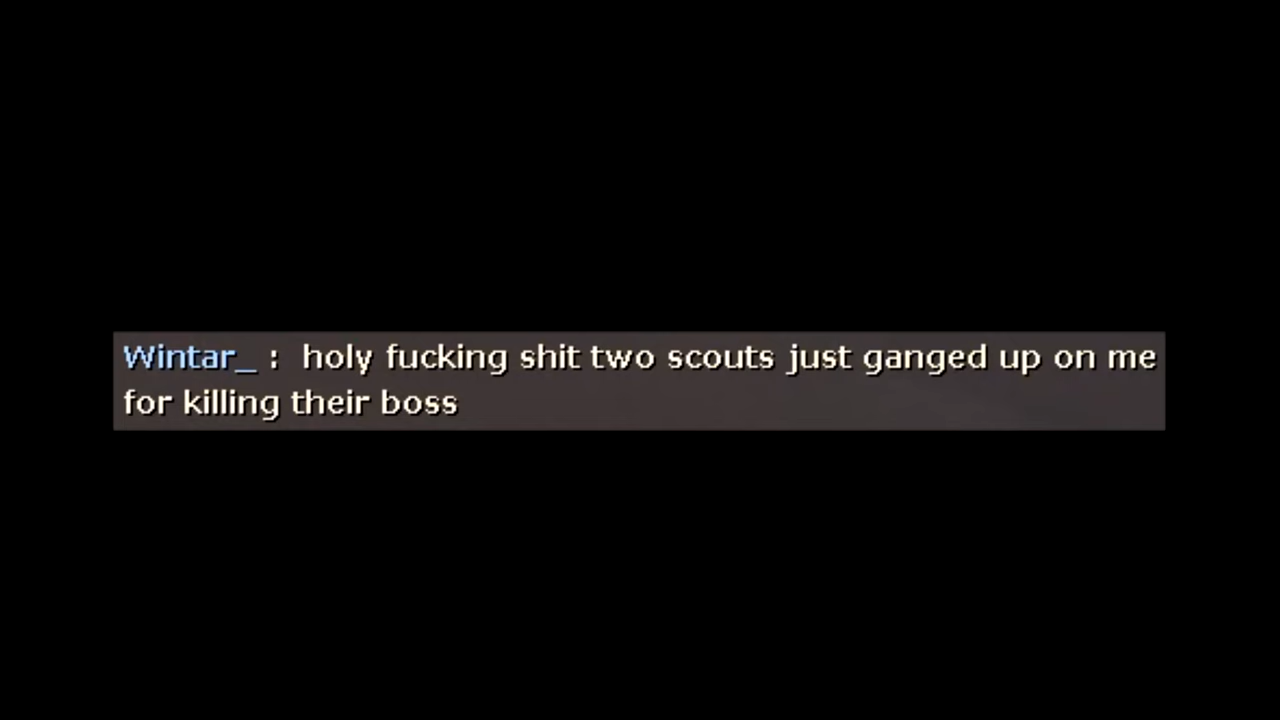 Wintar_ :  holy fucking shit two scouts just ganged up on me
for killing their boss